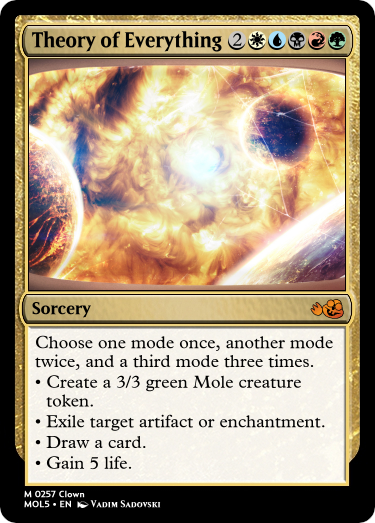 Theory of Everything 2
Sorcery
Choose one mode once, another mode
twice, and a third mode three times.
• Create a 3/3 green Mole creature
token.
• Exile target artifact or enchantment.
• Draw a card.
• Gain 5 life.
M 0257 Clown
MOL5 • EN Vadim Sadovski